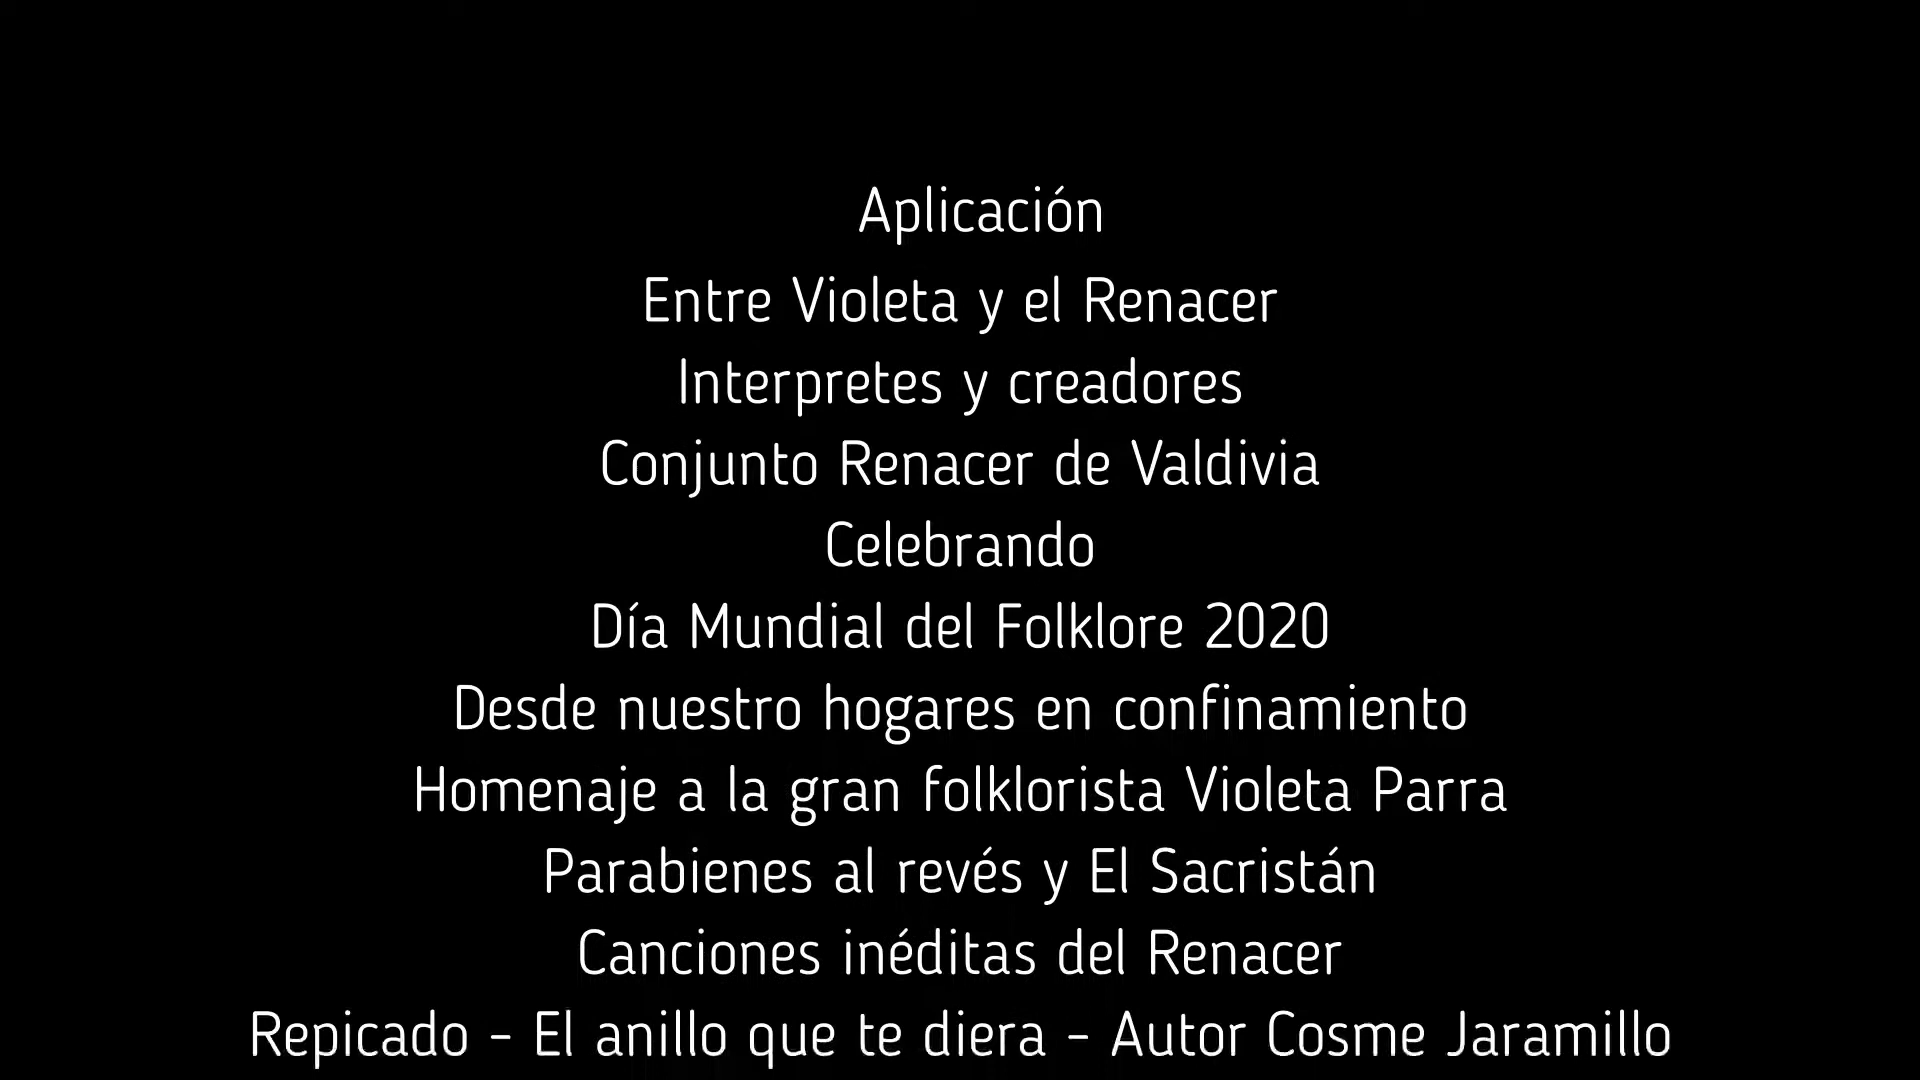 Aplicación
Entre Violeta y el Renacer
Interpretes y creadores
Conjunto Renacer de Valdivia
Celebrando
Día Mundial del Folklore 2020
Desde nuestro hogares en confinamiento
Homenaje a la gran folklorista Violeta Parra
Parabienes al revés y El Sacristán
Canciones inéditas del Renacer
Repicado - El anillo que te diera - Autor Cosme Jaramillo